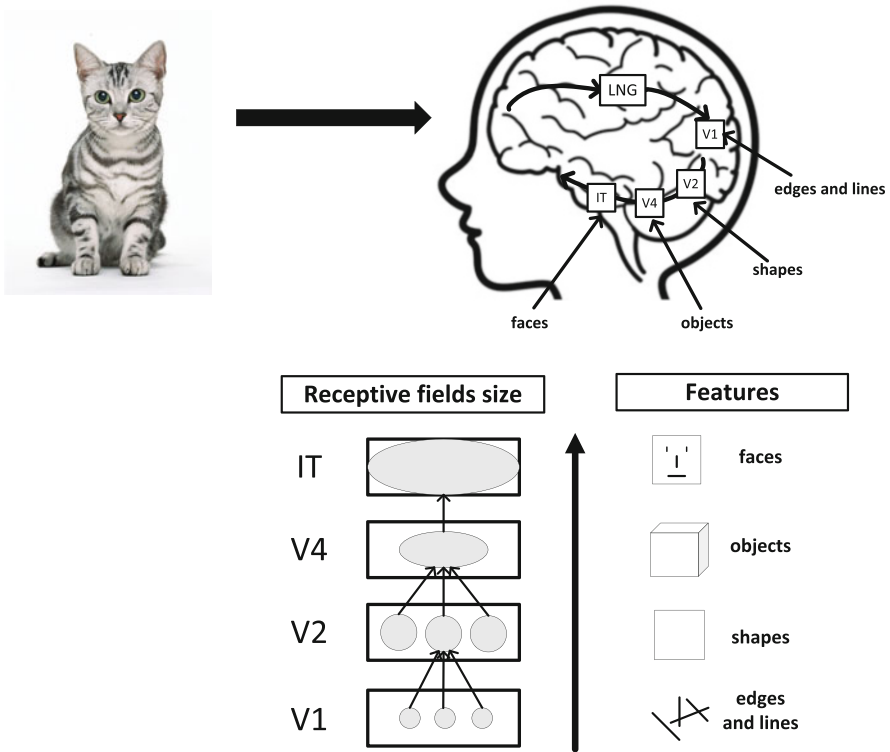 LNG
V1
V2
IT
V4
edges and lines
shapes
faces
objects
Receptive fields size
Features
IT
faces
V4
objects
V2
shapes
V1
edges
and lines